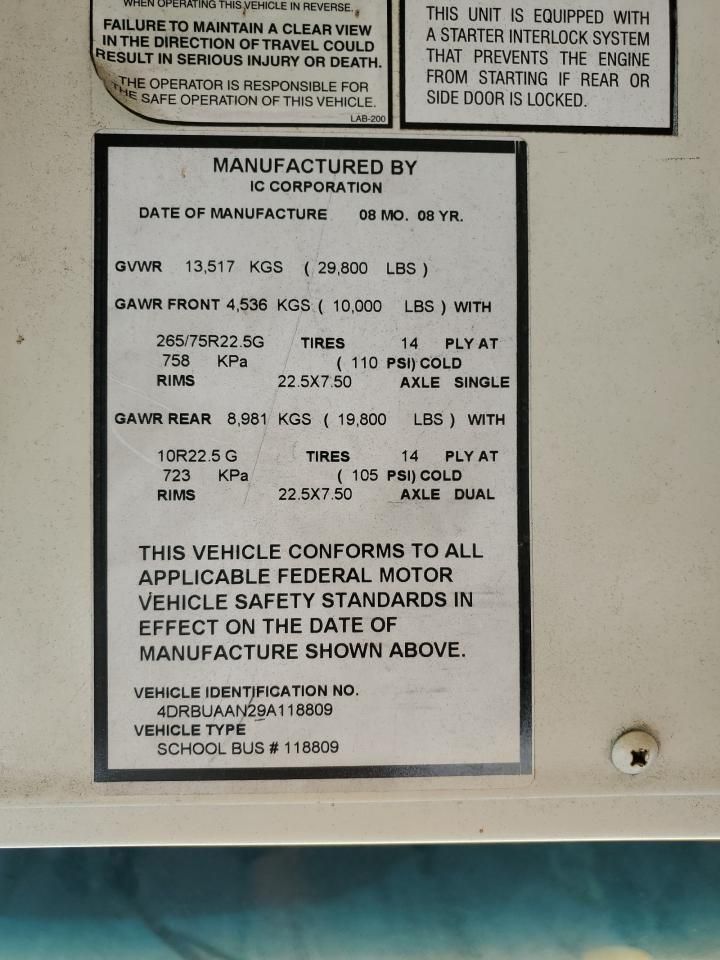 WHEN OPERATING THIS VEHICLE IN REVERSE.
FAILURE TO MAINTAIN A CLEAR VIEW
IN THE DIRECTION OF TRAVEL COULD
RESULT IN SERIOUS INJURY OR DEATH.
THE OPERATOR IS RESPONSIBLE FOR
THE SAFE OPERATION OF THIS VEHICLE.
LAB-200
THIS UNIT IS EQUIPPED WITH
A STARTER INTERLOCK SYSTEM
THAT PREVENTS THE ENGINE
FROM STARTING IF REAR OR
SIDE DOOR IS LOCKED.
MANUFACTURED BY
IC CORPORATION
DATE OF MANUFACTURE 08 MO. 08 YR.
GVWR 13,517 KGS ( 29,800 LBS )
GAWR FRONT 4,536 KGS ( 10,000 LBS ) WITH
265/75R22.5G TIRES 14 PLY AT
758 KPa ( 110 PSI) COLD
RIMS 22.5X7.50 AXLE SINGLE
GAWR REAR 8,981 KGS ( 19,800 LBS ) WITH
10R22.5 G TIRES 14 PLY AT
723 KPa ( 105 PSI) COLD
RIMS 22.5X7.50 AXLE DUAL
THIS VEHICLE CONFORMS TO ALL
APPLICABLE FEDERAL MOTOR
VEHICLE SAFETY STANDARDS IN
EFFECT ON THE DATE OF
MANUFACTURE SHOWN ABOVE.
VEHICLE IDENTIFICATION NO.
4DRBUAAN29A118809
VEHICLE TYPE
SCHOOL BUS # 118809